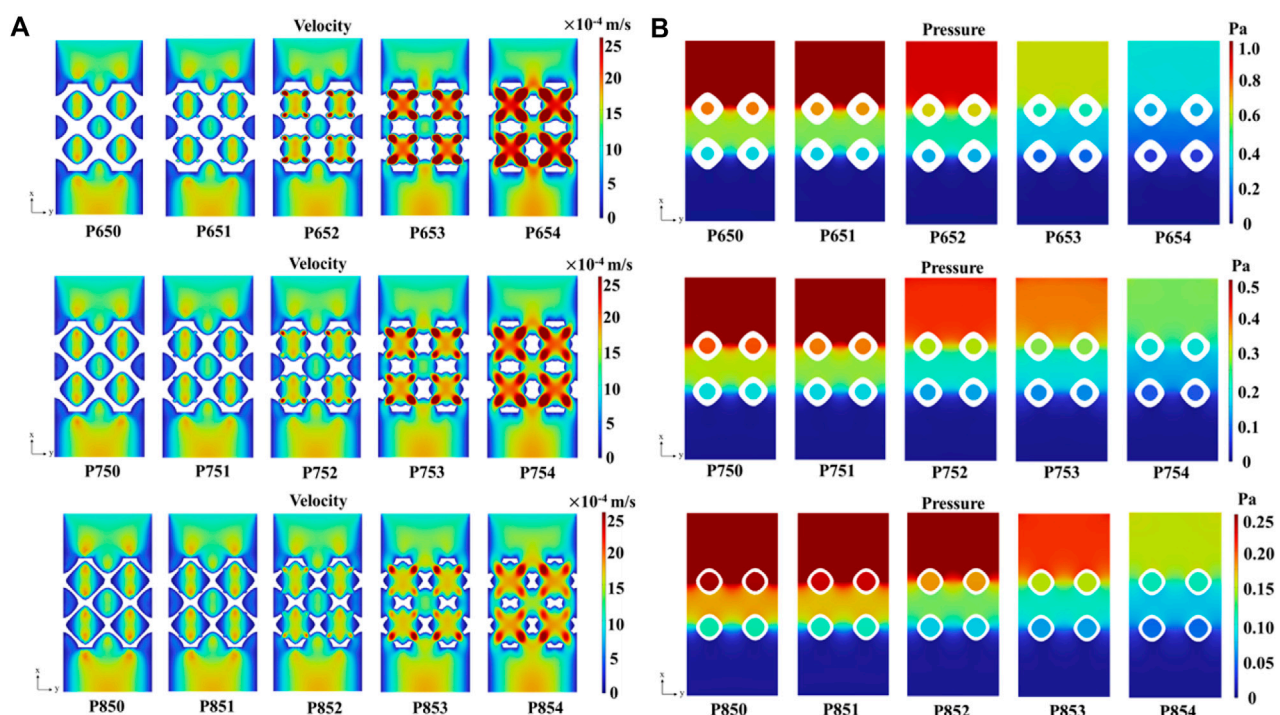 A
Velocity
×10⁻⁴ m/s
25
20
15
10
5
0
x
y
P650 P651 P652 P653 P654
Velocity
×10⁻⁴ m/s
25
20
15
10
5
0
x
y
P750 P751 P752 P753 P754
Velocity
×10⁻⁴ m/s
25
20
15
10
5
0
x
y
P850 P851 P852 P853 P854
B
Pressure
Pa
1.0
0.8
0.6
0.4
0.2
0
x
y
P650 P651 P652 P653 P654
Pressure
Pa
0.5
0.4
0.3
0.2
0.1
0
x
y
P750 P751 P752 P753 P754
Pressure
Pa
0.25
0.20
0.15
0.10
0.05
0
x
y
P850 P851 P852 P853 P854